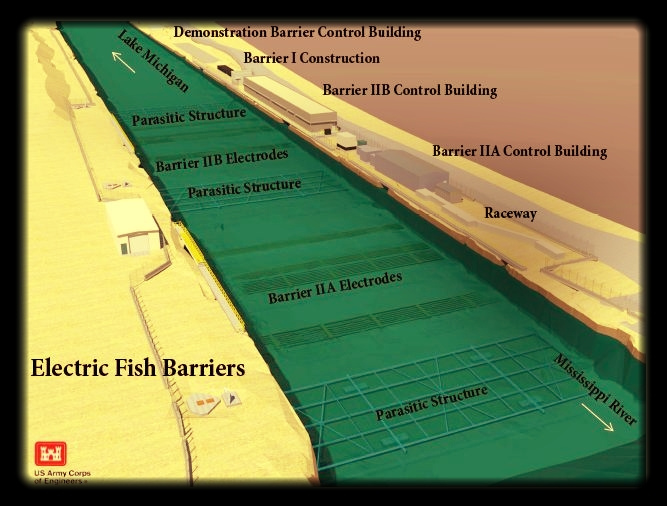 Demonstration Barrier Control Building
Lake Michigan
Barrier I Construction
Barrier IIB Control Building
Parasitic Structure
Barrier IIB Electrodes
Barrier IIA Control Building
Parasitic Structure
Raceway
Barrier IIA Electrodes
Electric Fish Barriers
Mississippi River
Parasitic Structure
US Army Corps
of Engineers